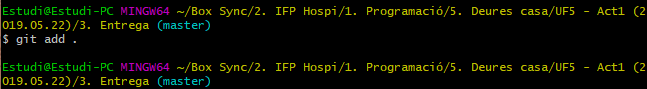 Estudi@Estudi-PC MINGW64 ~/Box Sync/2. IFP Hospi/1. Programació/5. Deures casa/UF5 - Act1 (2
019.05.22)/3. Entrega (master)
$ git add .
Estudi@Estudi-PC MINGW64 ~/Box Sync/2. IFP Hospi/1. Programació/5. Deures casa/UF5 - Act1 (2
019.05.22)/3. Entrega (master)